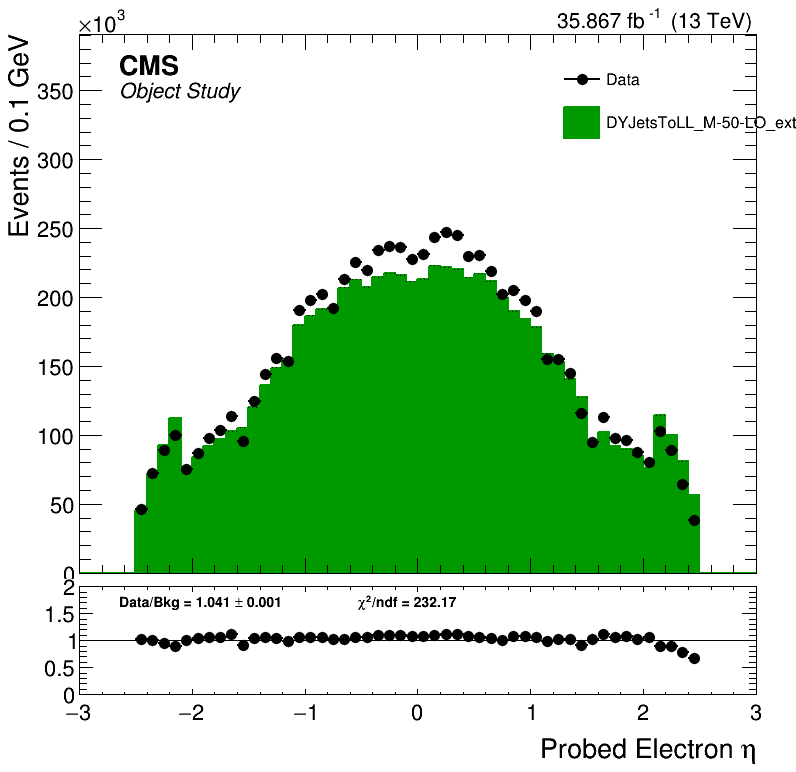 ×10³
35.867 fb⁻¹ (13 TeV)
CMS
Object Study
Data
DYJetsToLL_M-50-LO_ext
Events / 0.1 GeV
350
300
250
200
150
100
50
0
2
1.5
1
0.5
0
Data/Bkg = 1.041 ± 0.001
χ²/ndf = 232.17
−3
−2
−1
0
1
2
3
Probed Electron η